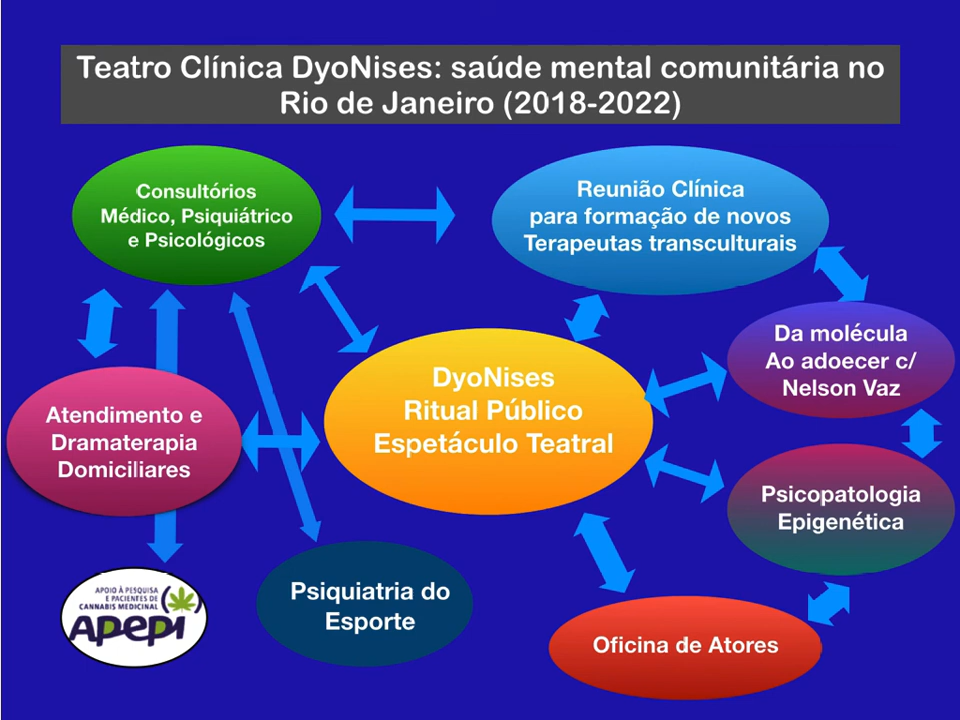 Teatro Clínica DyoNises: saúde mental comunitária no
Rio de Janeiro (2018-2022)
Consultórios
Médico, Psiquiátrico
e Psicológicos
Reunião Clínica
para formação de novos
Terapeutas transculturais
Da molécula
Ao adoecer c/
Nelson Vaz
DyoNises
Ritual Público
Espetáculo Teatral
Atendimento e
Dramaterapia
Domiciliares
Psicopatologia
Epigenética
APOIO À PESQUISA
E PACIENTES DE
CANNABIS MEDICINAL
APEPI
Psiquiatria do
Esporte
Oficina de Atores